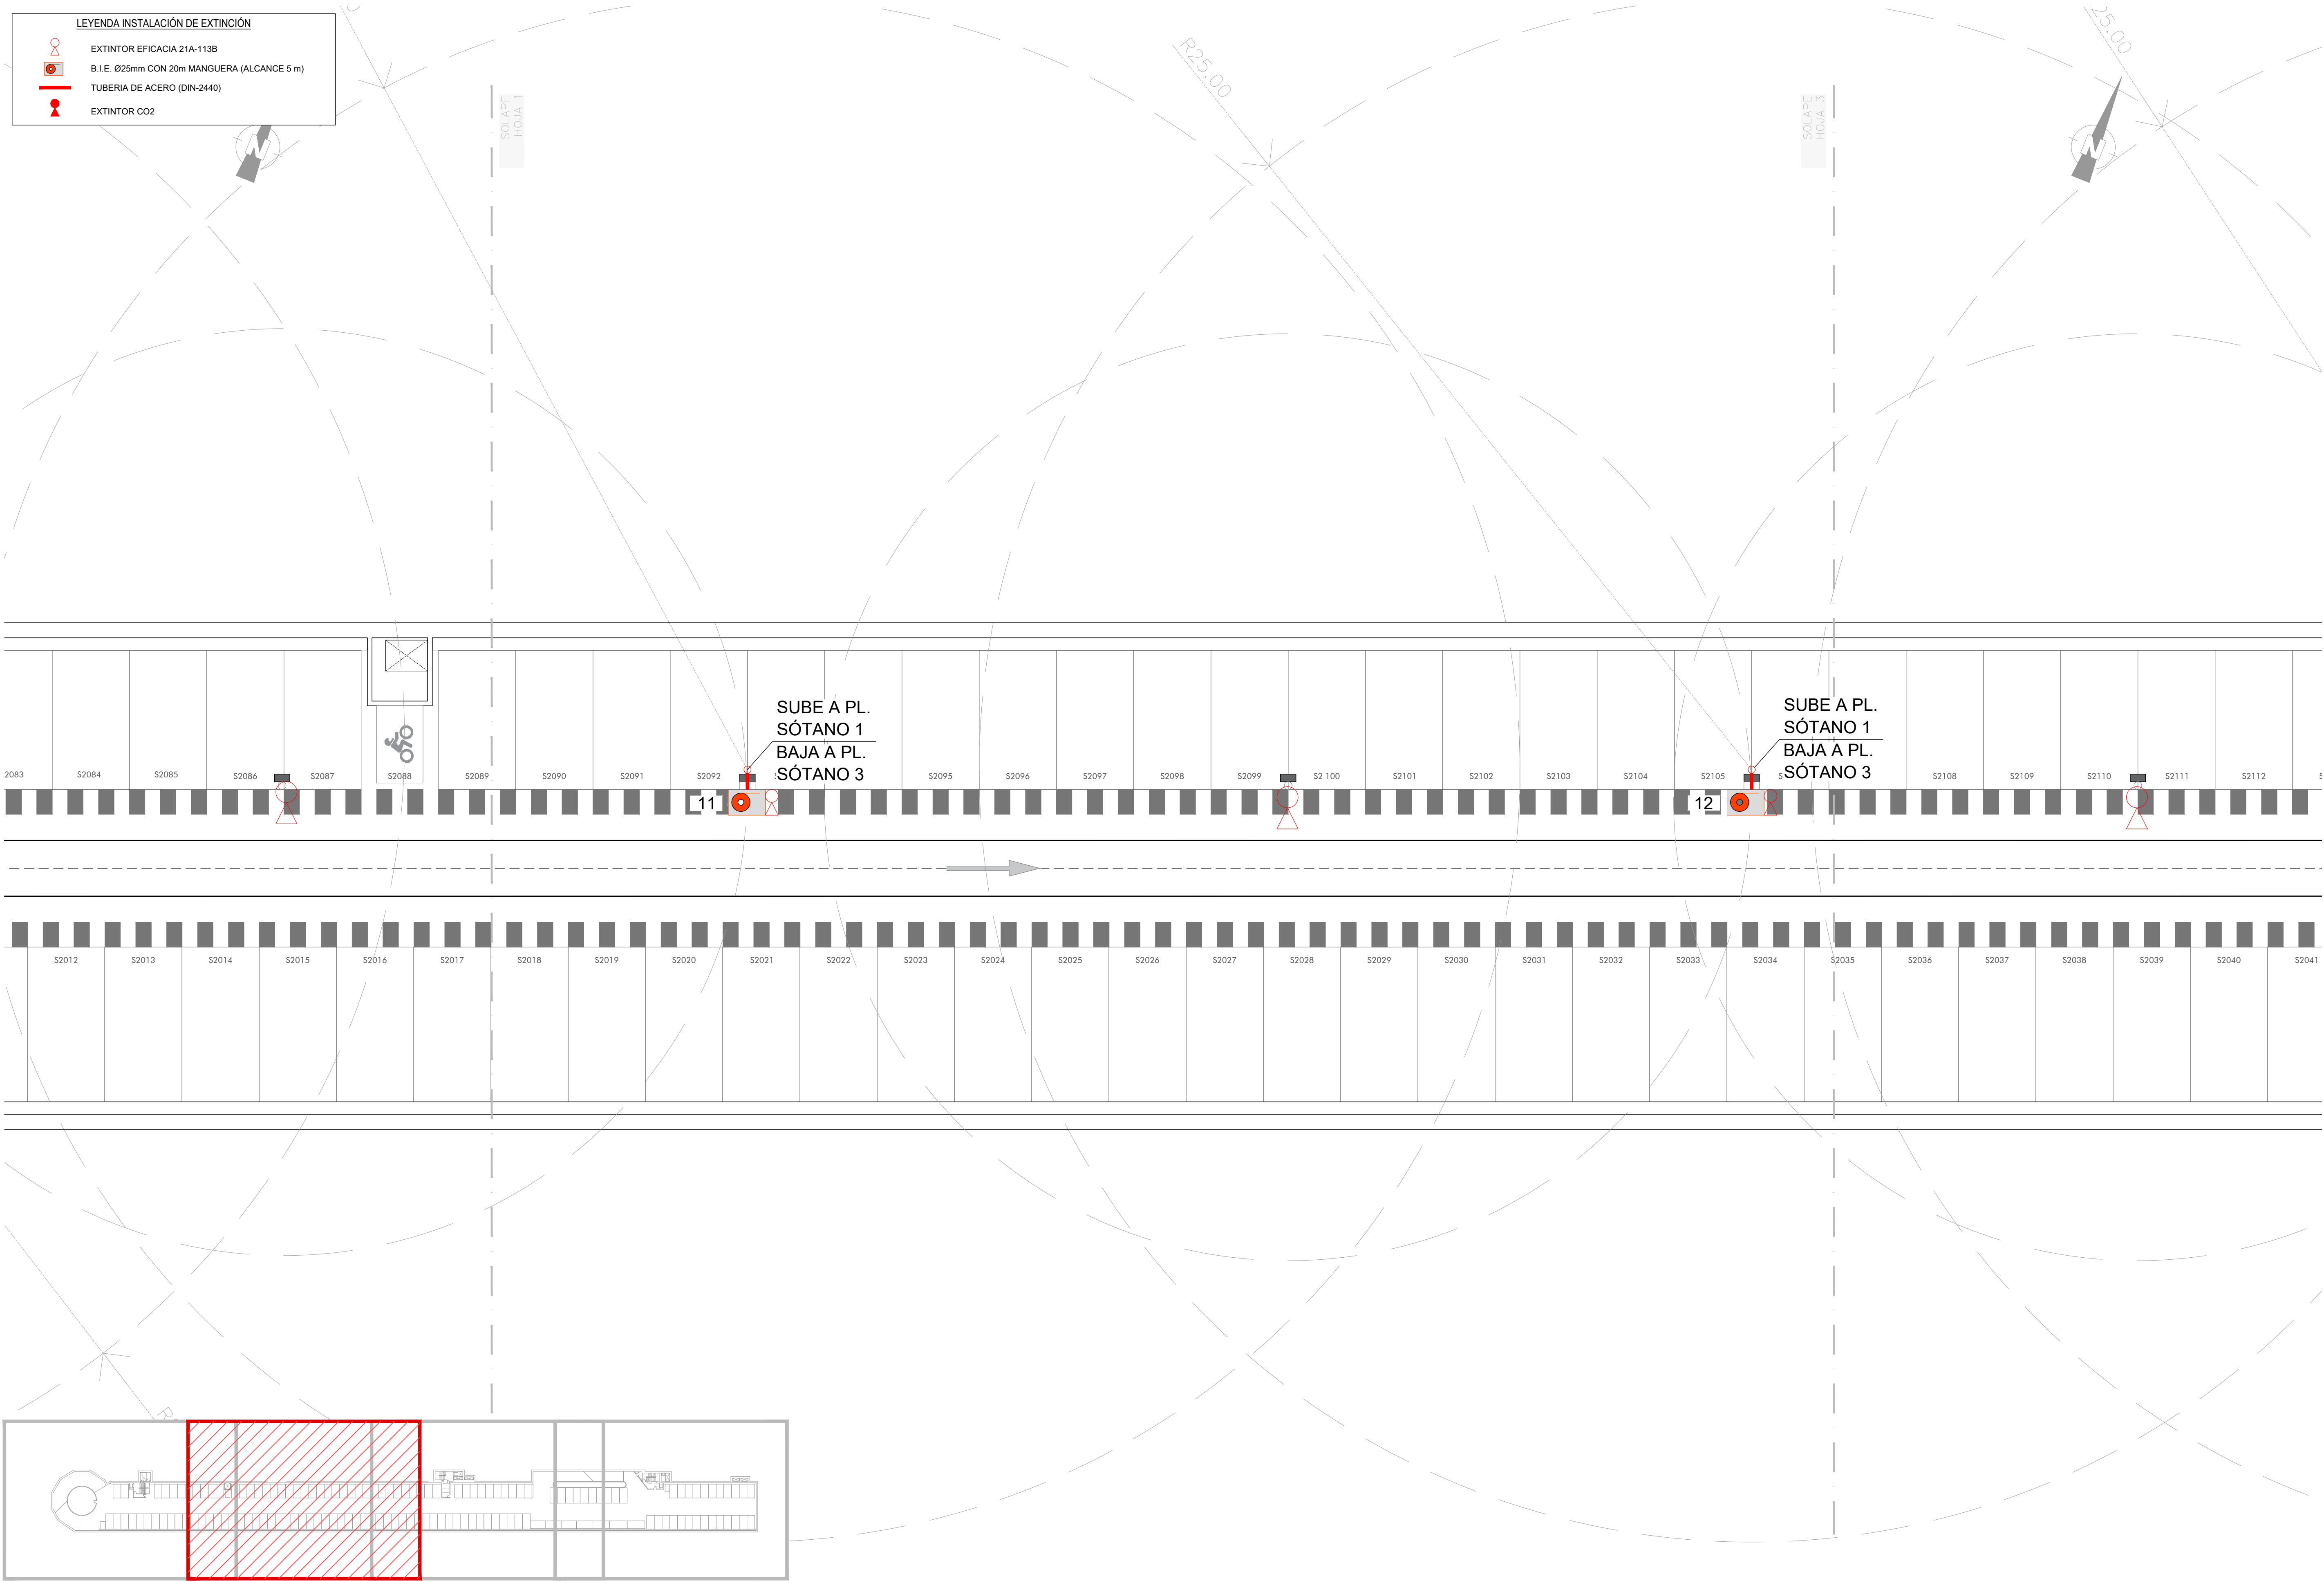 LEYENDA INSTALACIÓN DE EXTINCIÓN
EXTINTOR EFICACIA 21A-113B
B.I.E. Ø25mm CON 20m MANGUERA (ALCANCE 5 m)
TUBERIA DE ACERO (DIN-2440)
EXTINTOR CO2
N
SOLAPE
HOJA 1
R25.00
SOLAPE
HOJA 3
25.00
N
SUBE A PL.
SÓTANO 1
BAJA A PL.
SÓTANO 3
SUBE A PL.
SÓTANO 1
BAJA A PL.
SÓTANO 3
2083 S2084 S2085 S2086 S2087 S2088 S2089 S2090 S2091 S2092 S2095 S2096 S2097 S2098 S2099 S2 100 S2101 S2102 S2103 S2104 S2105 S2108 S2109 S2110 S2111 S2112
11
12
S2012 S2013 S2014 S2015 S2016 S2017 S2018 S2019 S2020 S2021 S2022 S2023 S2024 S2025 S2026 S2027 S2028 S2029 S2030 S2031 S2032 S2033 S2034 S2035 S2036 S2037 S2038 S2039 S2040 S2041